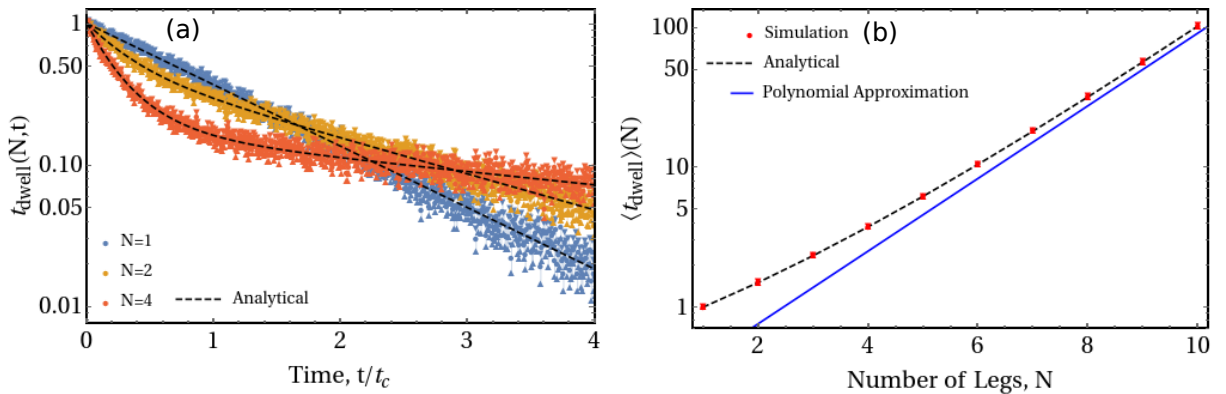 (a)
t_dwell(N,t)
1
0.50
0.10
0.05
0.01
N=1
N=2
N=4
Analytical
0 1 2 3 4
Time, t/t_c
(b)
⟨t_dwell⟩(N)
100
50
10
5
1
Simulation
Analytical
Polynomial Approximation
2 4 6 8 10
Number of Legs, N